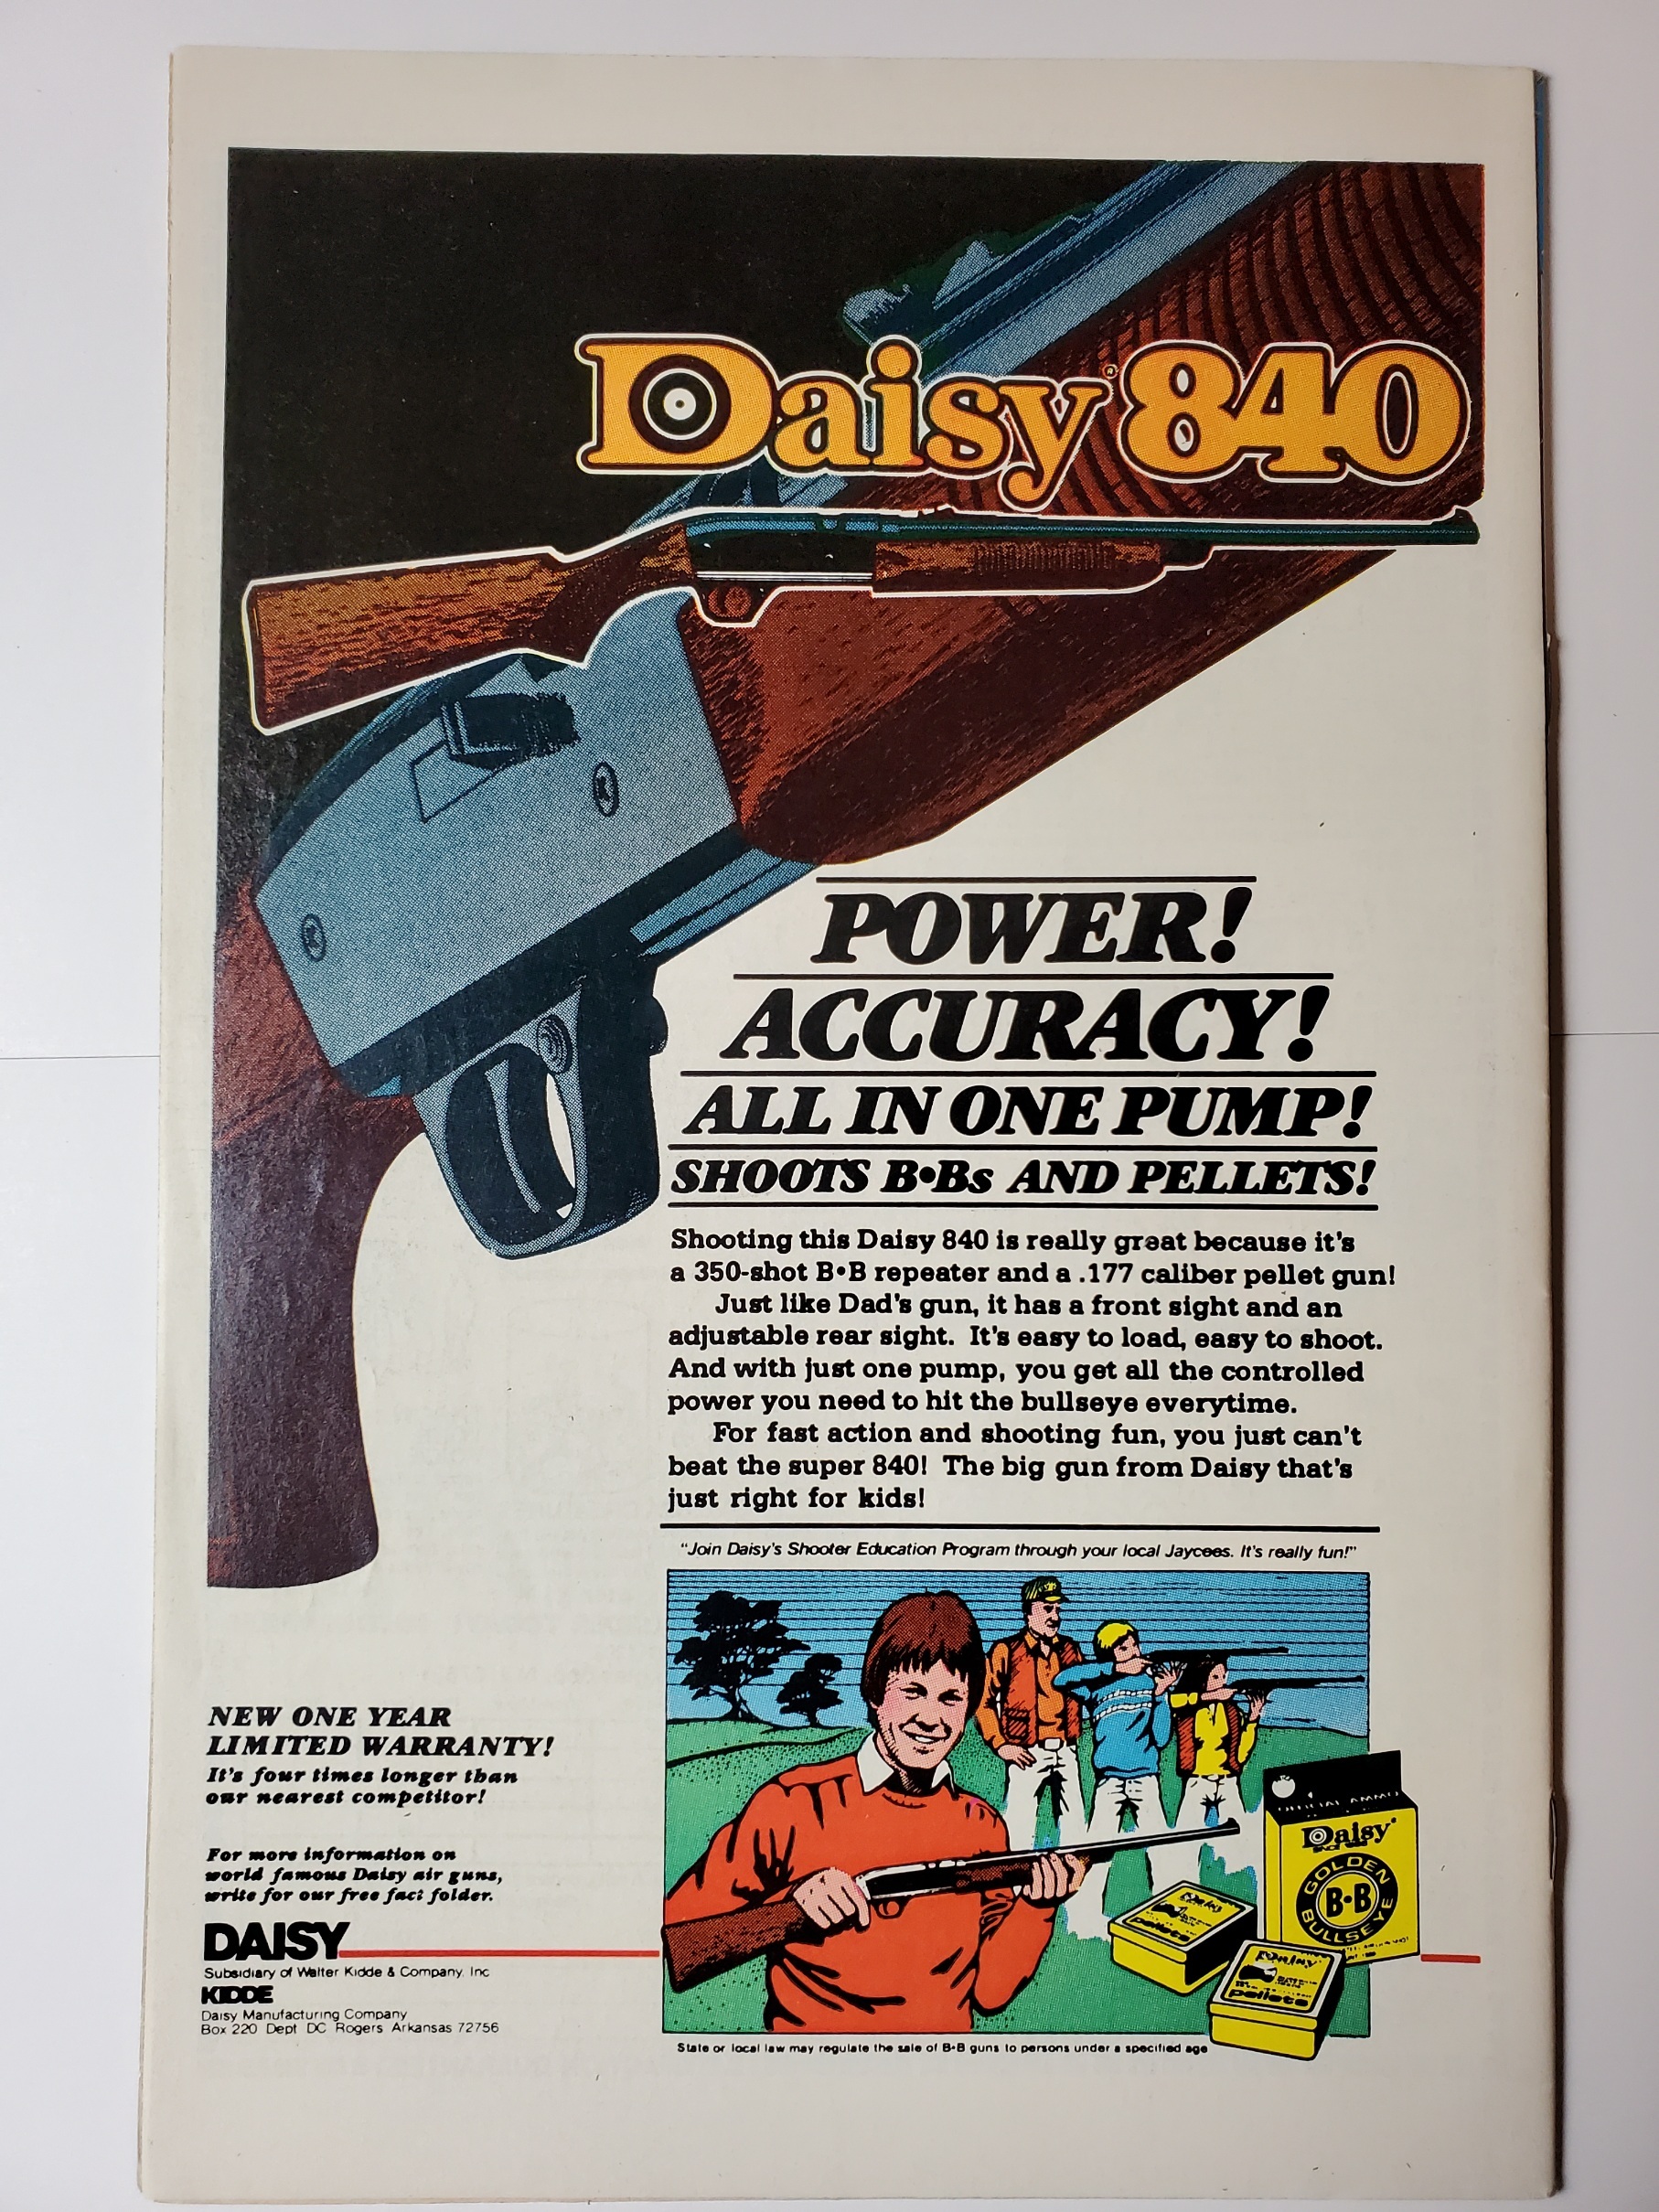 Daisy® 840
POWER!
ACCURACY!
ALL IN ONE PUMP!
SHOOTS B•Bs AND PELLETS!
Shooting this Daisy 840 is really great because it's
a 350-shot B•B repeater and a .177 caliber pellet gun!
Just like Dad's gun, it has a front sight and an
adjustable rear sight. It's easy to load, easy to shoot.
And with just one pump, you get all the controlled
power you need to hit the bullseye everytime.
For fast action and shooting fun, you just can't
beat the super 840! The big gun from Daisy that's
just right for kids!
"Join Daisy's Shooter Education Program through your local Jaycees. It's really fun!"
NEW ONE YEAR
LIMITED WARRANTY!
It's four times longer than
our nearest competitor!
For more information on
world famous Daisy air guns,
write for our free fact folder.
DAISY
Subsidiary of Walter Kidde & Company, Inc
KIDDE
Daisy Manufacturing Company
Box 220 Dept DC Rogers Arkansas 72756
OFFICIAL AMMO
Daisy®
GOLDEN
B•B
BULLSEYE
Daisy
pellets
Daisy
pellets
State or local law may regulate the sale of B•B guns to persons under a specified age